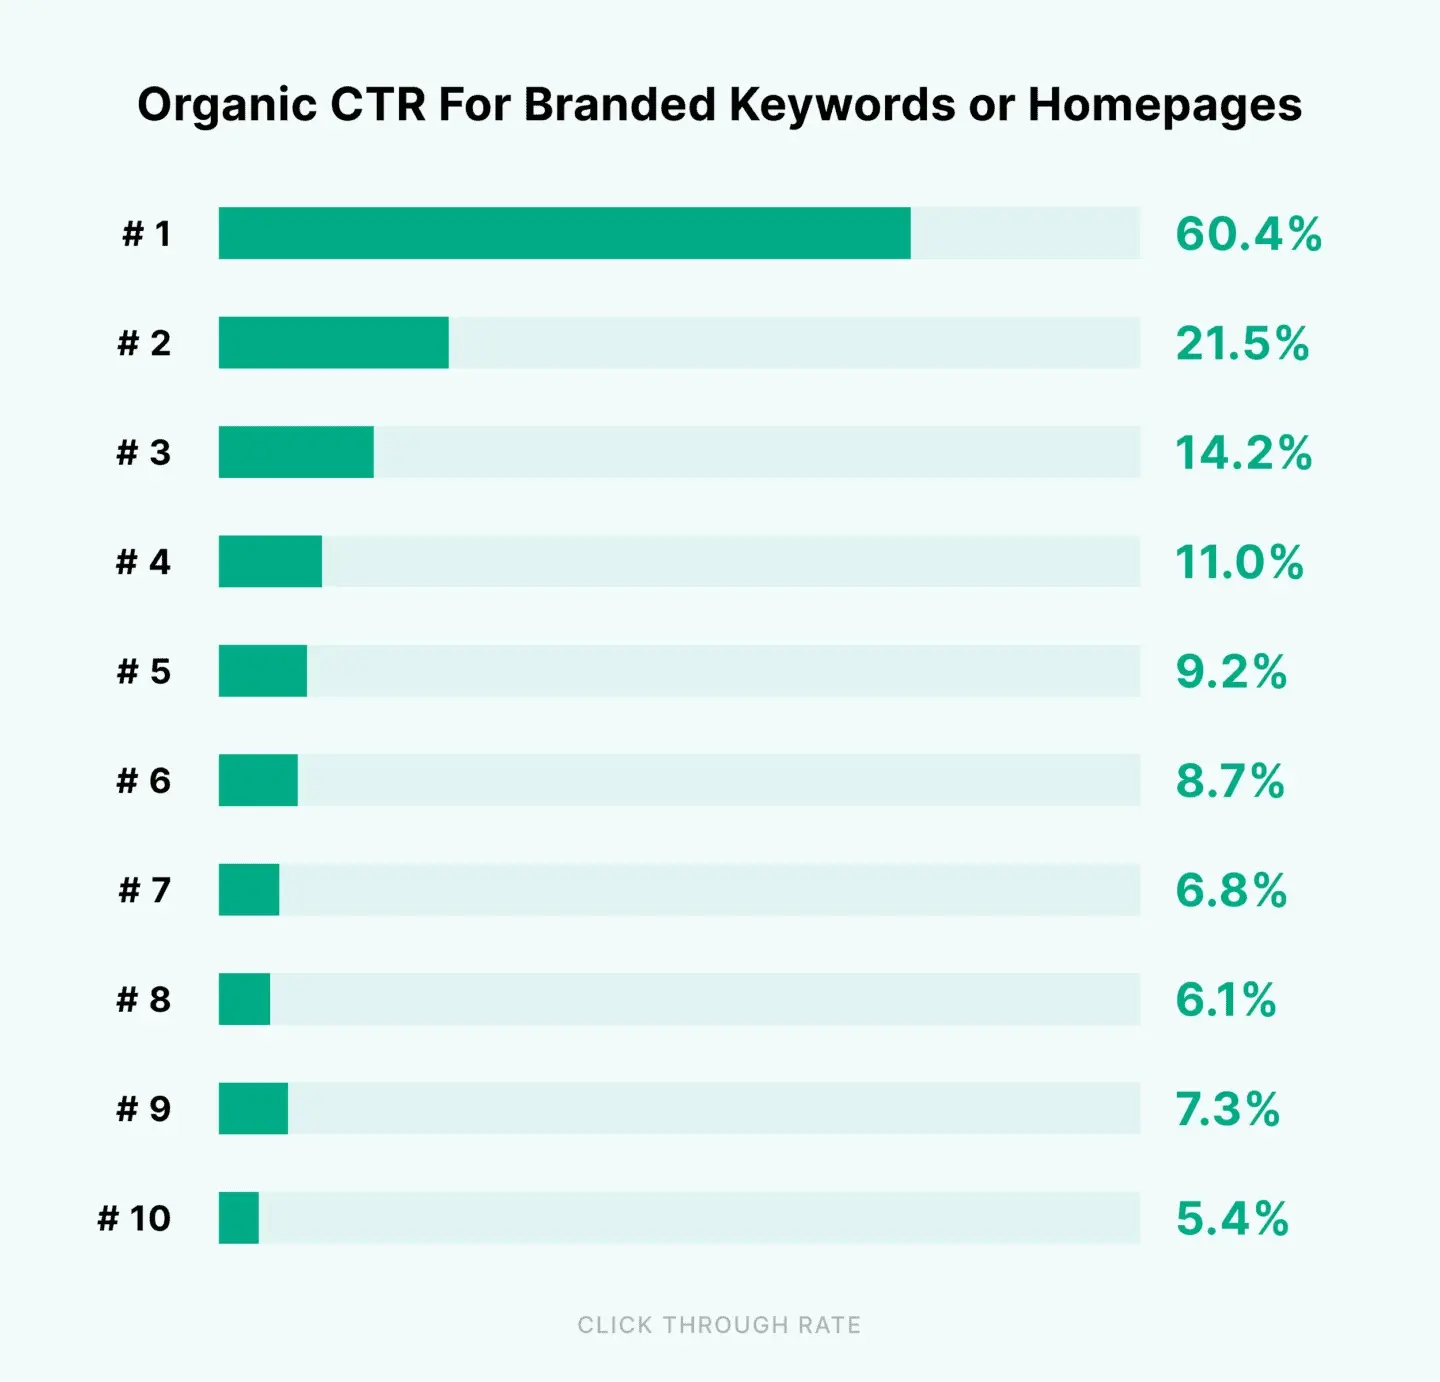 Organic CTR For Branded Keywords or Homepages
# 1 60.4%
# 2 21.5%
# 3 14.2%
# 4 11.0%
# 5 9.2%
# 6 8.7%
# 7 6.8%
# 8 6.1%
# 9 7.3%
# 10 5.4%
CLICK THROUGH RATE